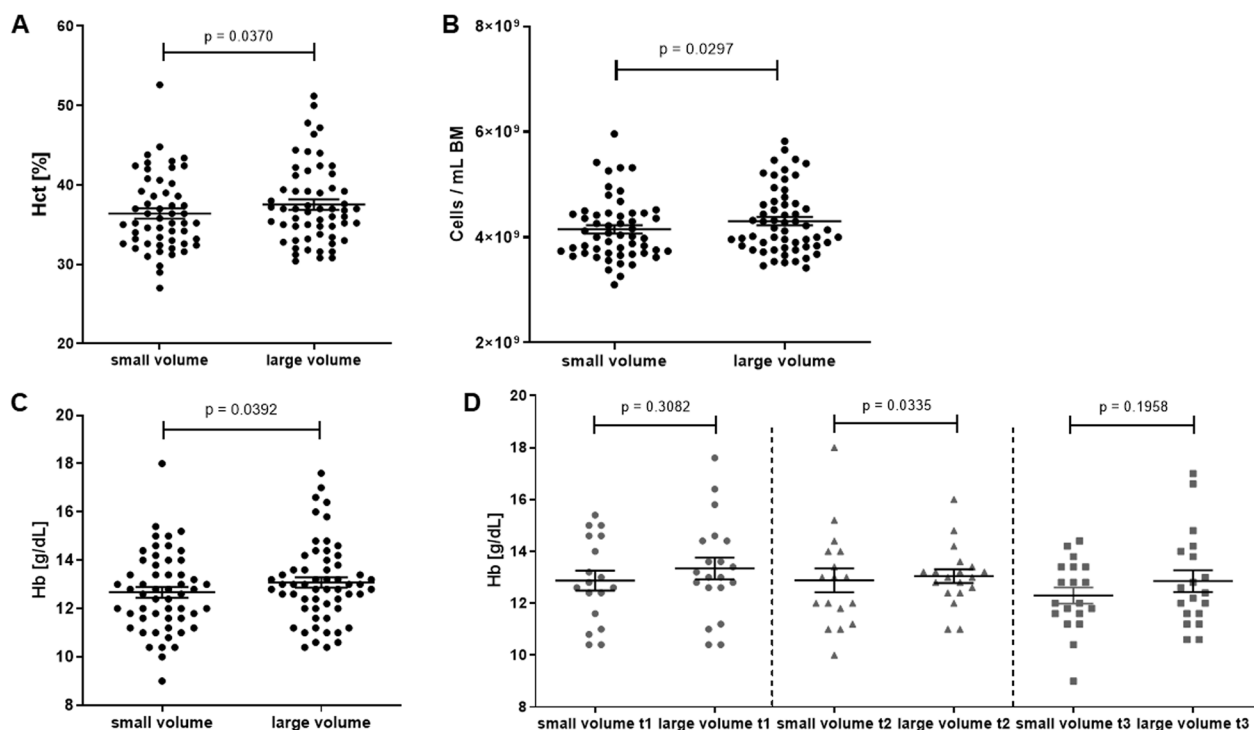 A
60
50
40
30
20
Hct [%]
p = 0.0370
small volume
large volume
B
8×10⁹
6×10⁹
4×10⁹
2×10⁹
Cells / mL BM
p = 0.0297
small volume
large volume
C
20
18
16
14
12
10
8
Hb [g/dL]
p = 0.0392
small volume
large volume
D
20
18
16
14
12
10
8
Hb [g/dL]
p = 0.3082
p = 0.0335
p = 0.1958
small volume t1 large volume t1 small volume t2 large volume t2 small volume t3 large volume t3